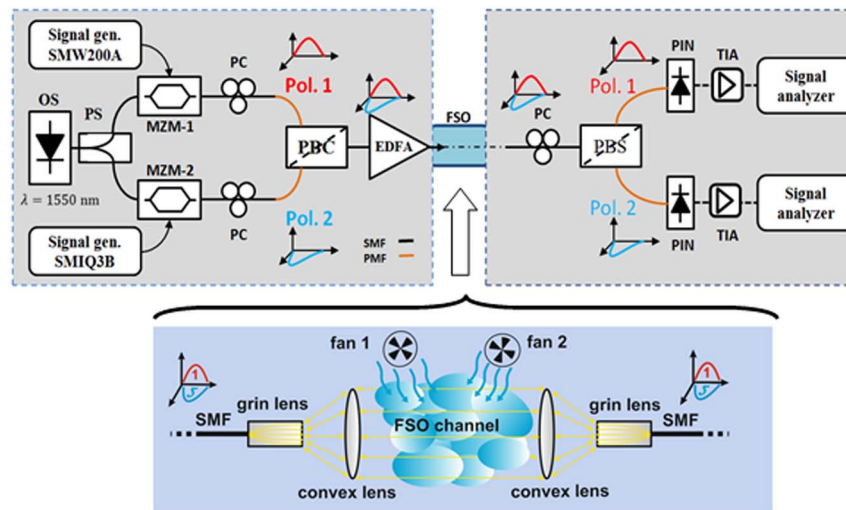 Signal gen.
SMW200A
OS
PS
MZM-1
PC
Pol. 1
λ = 1550 nm
MZM-2
PC
Pol. 2
Signal gen.
SMIQ3B
PBC
EDFA
SMF
PMF
FSO
PC
PBS
Pol. 1
PIN
TIA
Signal
analyzer
Pol. 2
PIN
TIA
Signal
analyzer
fan 1
fan 2
1
SMF
grin lens
convex lens
FSO channel
convex lens
grin lens
1
SMF